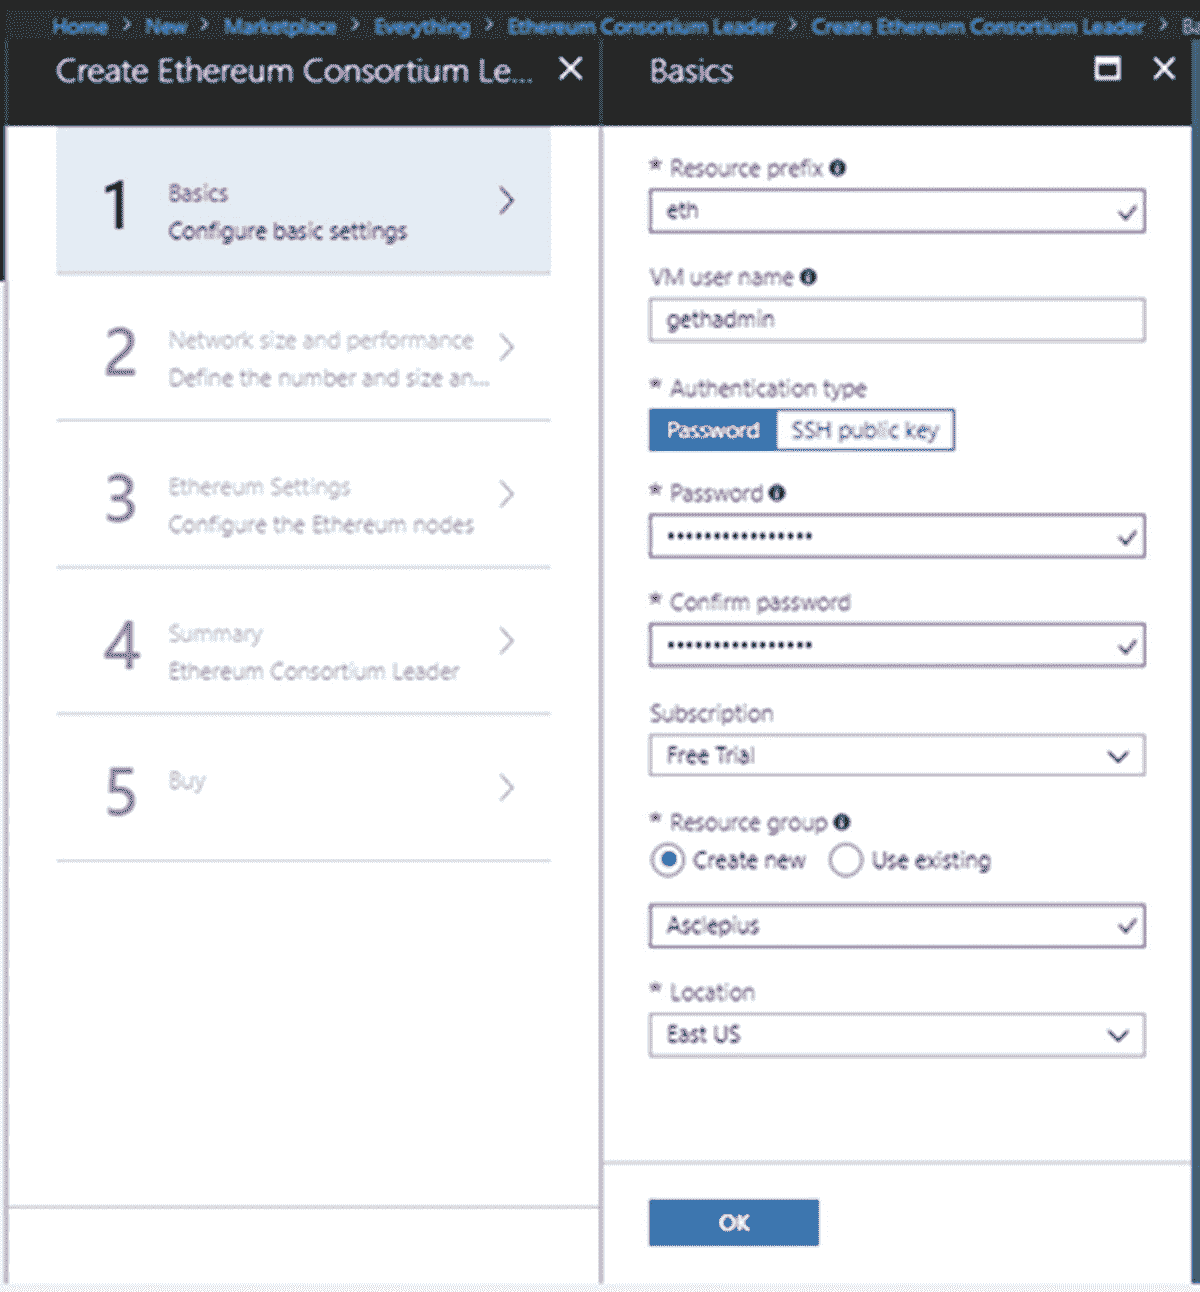 Home > New > Marketplace > Everything > Ethereum Consortium Leader > Create Ethereum Consortium Leader > Ba
Create Ethereum Consortium Le...
Basics
1
Basics
Configure basic settings
2
Network size and performance
Define the number and size an...
3
Ethereum Settings
Configure the Ethereum nodes
4
Summary
Ethereum Consortium Leader
5
Buy
* Resource prefix
eth
VM user name
gethadmin
* Authentication type
Password SSH public key
* Password
••••••••••••••••
* Confirm password
••••••••••••••••
Subscription
Free Trial
* Resource group
Create new Use existing
Asclepius
* Location
East US
OK